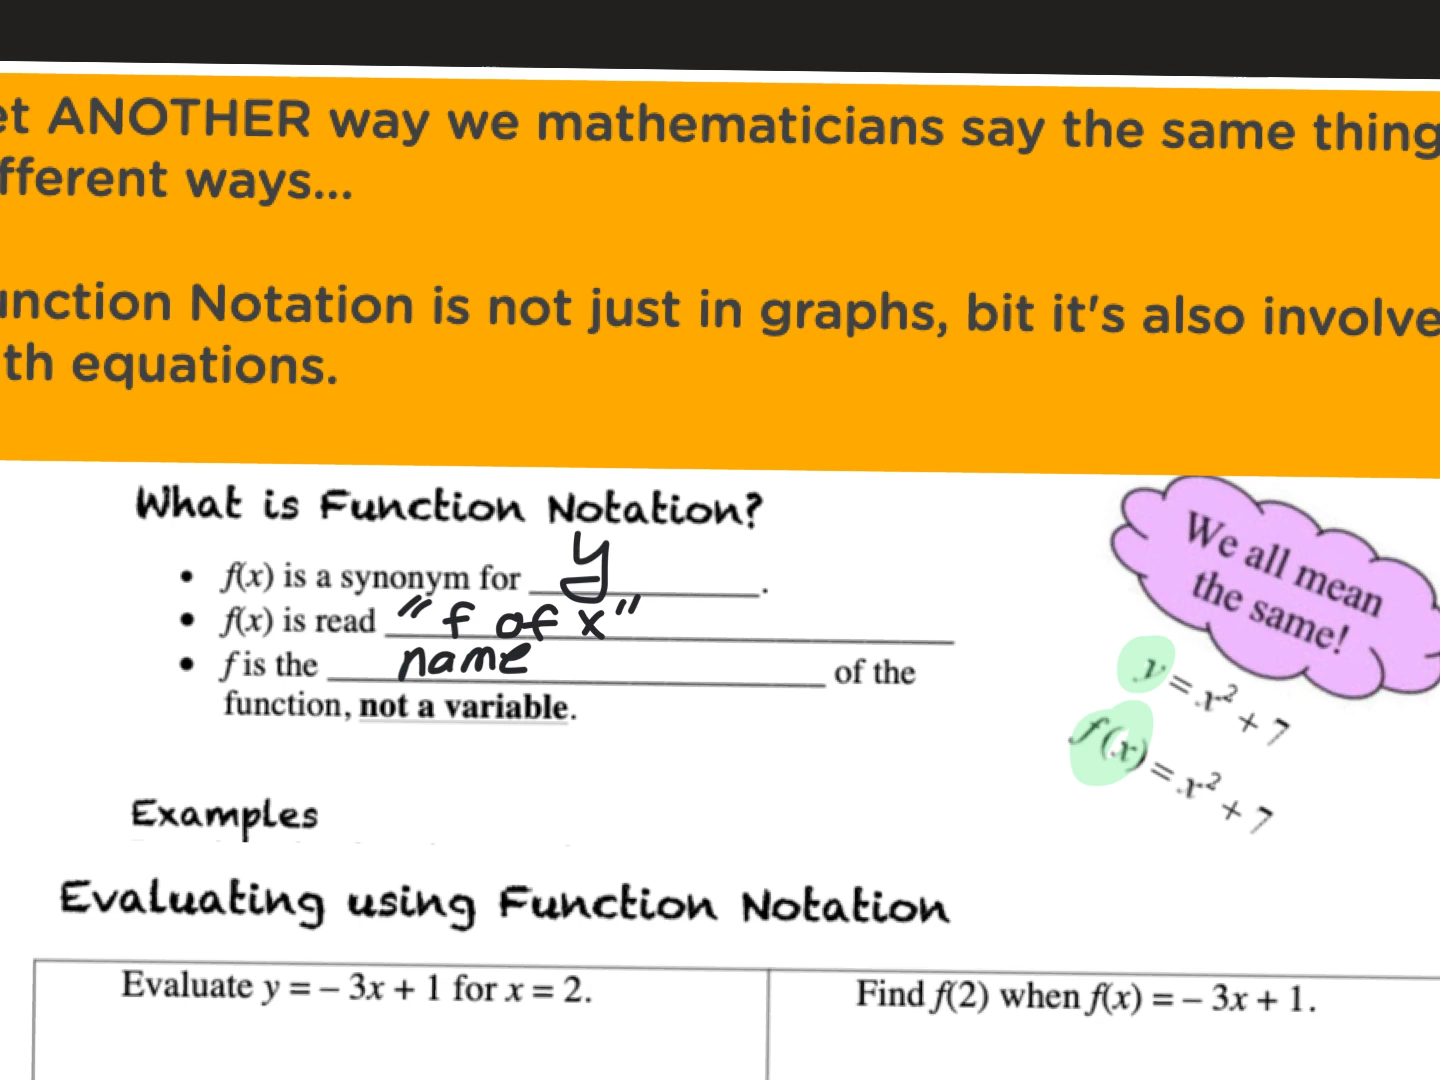 et ANOTHER way we mathematicians say the same thing
fferent ways...
unction Notation is not just in graphs, bit it's also involve
th equations.
What is Function Notation?
• f(x) is a synonym for y.
• f(x) is read "f of x"
• f is the name of the
function, not a variable.
We all mean
the same!
y = x² + 7
f(x) = x² + 7
Examples
Evaluating using Function Notation
Evaluate y = – 3x + 1 for x = 2.
Find f(2) when f(x) = – 3x + 1.